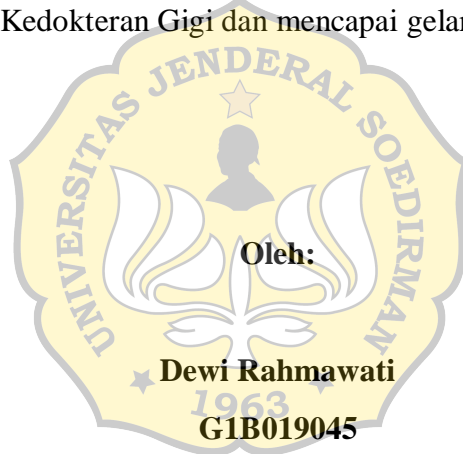 Kedokteran Gigi dan mencapai gelar
UNIVERSITAS JENDERAL SOEDIRMAN
Oleh:
Dewi Rahmawati
1963
G1B019045